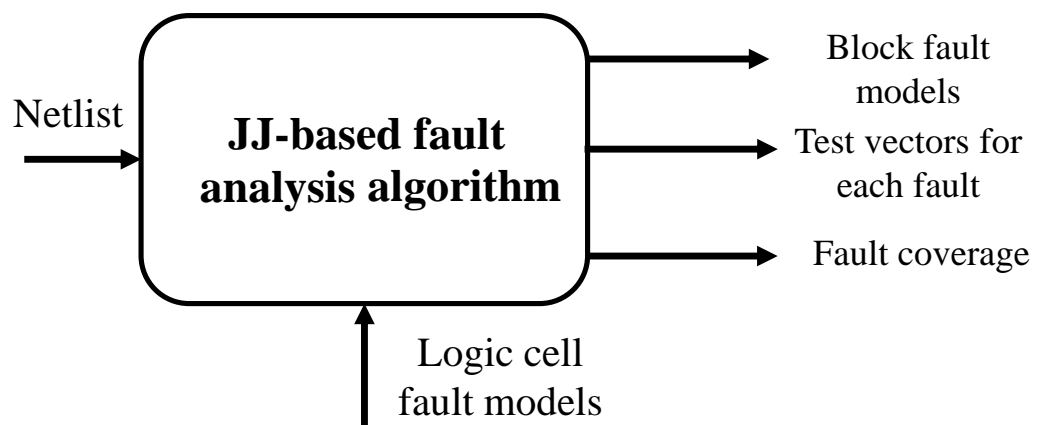 Netlist
JJ-based fault
analysis algorithm
Block fault
models
Test vectors for
each fault
Fault coverage
Logic cell
fault models